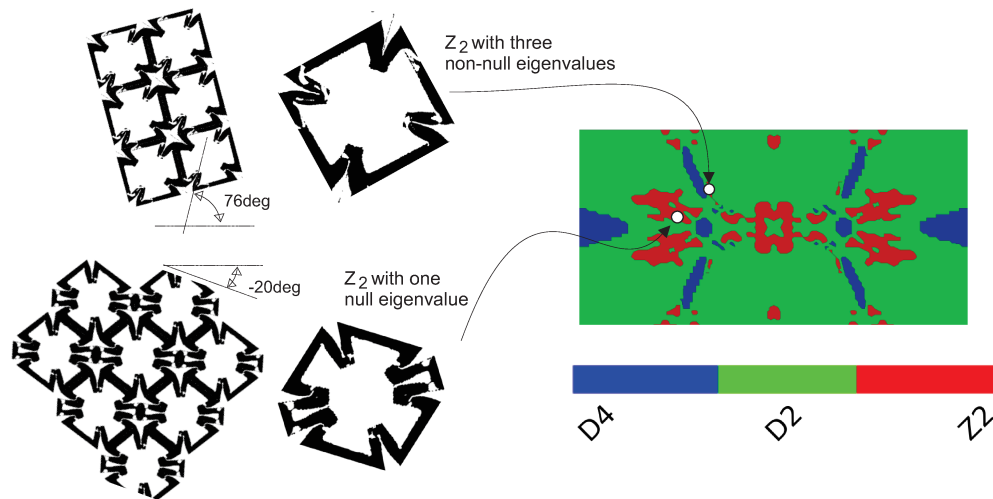 Z2 with three
non-null eigenvalues
76deg
-20deg
Z2 with one
null eigenvalue
D4
D2
Z2